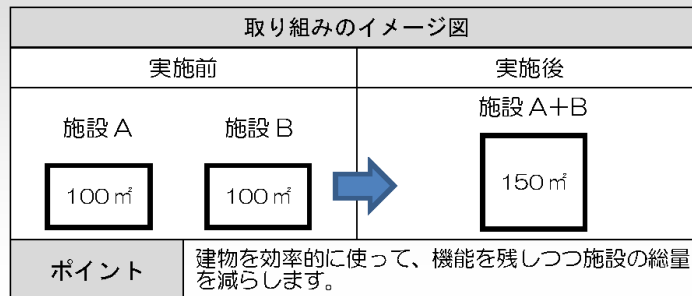 取り組みのイメージ図
実施前
実施後
施設A
施設B
施設A+B
100㎡
100㎡
150㎡
ポイント
建物を効率的に使って、機能を残しつつ施設の総量
を減らします。